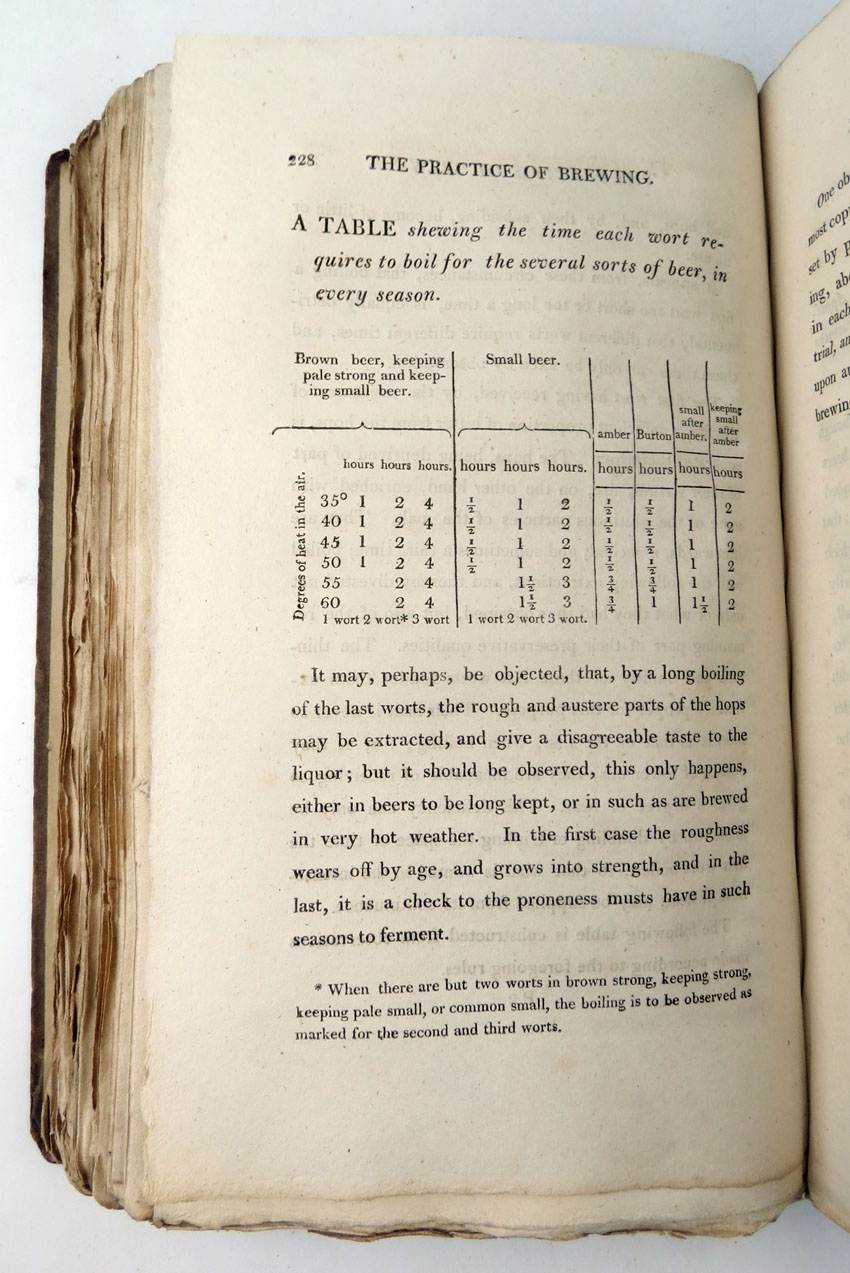 228 THE PRACTICE OF BREWING.
A TABLE shewing the time each wort re-
quires to boil for the several sorts of beer, in
every season.
Brown beer, keeping
pale strong and keep-
ing small beer.
Small beer.
amber
Burton
small
after
amber.
keeping
small
after
amber
Degrees of heat in the air.
hours hours hours. hours hours hours. hours hours hours hours
35° 1 2 4 ½ 1 2 ½ ½ 1 2
40 1 2 4 ½ 1 2 ½ ½ 1 2
45 1 2 4 ½ 1 2 ½ ½ 1 2
50 1 2 4 ½ 1 2 ½ ½ 1 2
55 2 4 1½ 3 ¾ ¾ 1 2
60 2 4 1½ 3 ¾ 1 1½ 2
1 wort 2 wort* 3 wort 1 wort 2 wort 3 wort.
It may, perhaps, be objected, that, by a long boiling
of the last worts, the rough and austere parts of the hops
may be extracted, and give a disagreeable taste to the
liquor; but it should be observed, this only happens,
either in beers to be long kept, or in such as are brewed
in very hot weather. In the first case the roughness
wears off by age, and grows into strength, and in the
last, it is a check to the proneness musts have in such
seasons to ferment.
* When there are but two worts in brown strong, keeping strong,
keeping pale small, or common small, the boiling is to be observed as
marked for the second and third worts.
One ob
most cop
set by
ing, ab
in each
trial, an
upon a
brewin